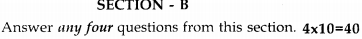 SECTION - B
Answer any four questions from this section. 4x10=40